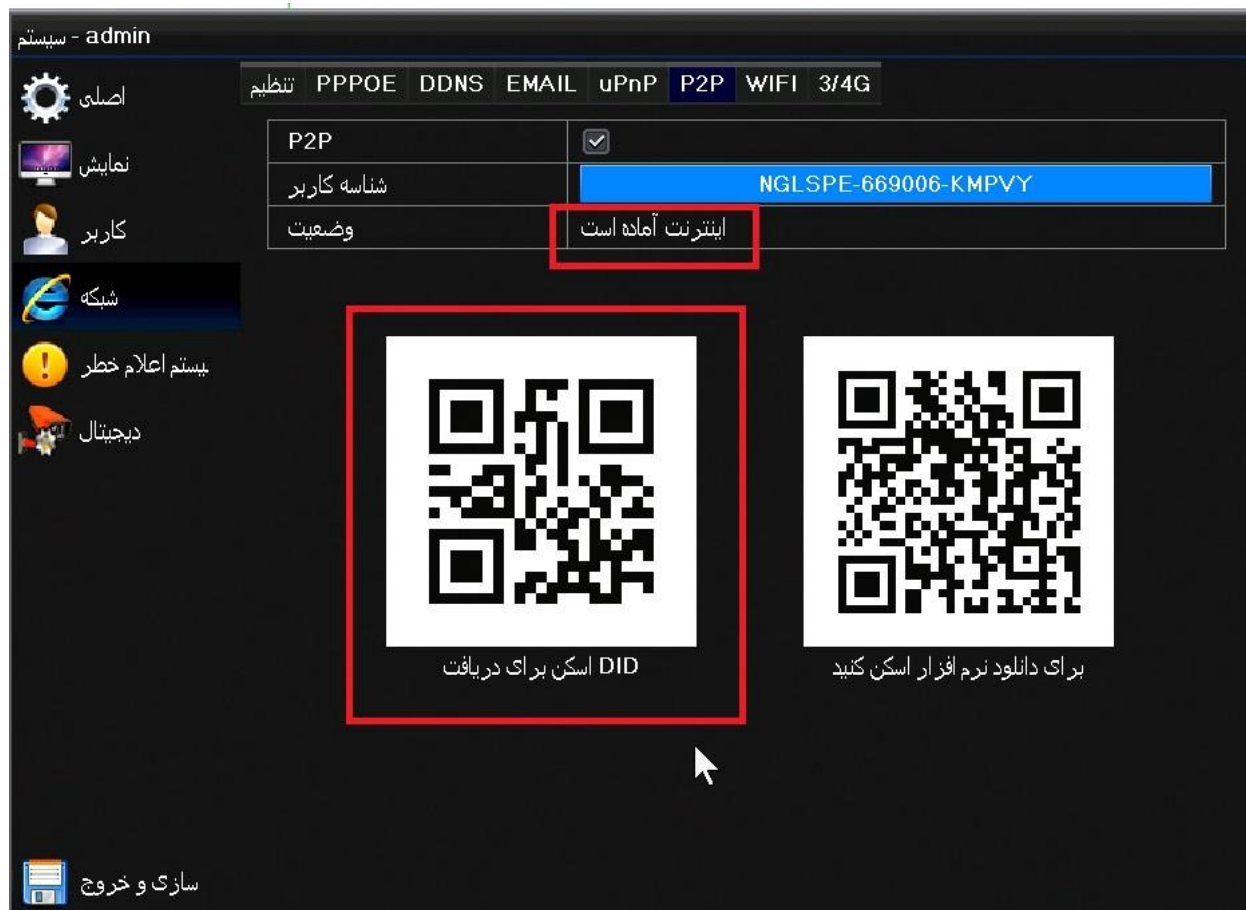 سیستم - admin
اصلی
نمایش
کاربر
شبکه
یستم اعلام خطر
دیجیتال
سازی و خروج
تنظیم PPPOE DDNS EMAIL uPnP P2P WIFI 3/4G
P2P
شناسه کاربر NGLSPE-669006-KMPVY
وضعیت اینترنت آماده است
DID اسکن برای دریافت
برای دانلود نرم افزار اسکن کنید